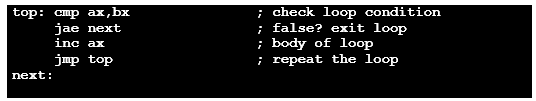 top: cmp ax,bx ; check loop condition
jae next ; false? exit loop
inc ax ; body of loop
jmp top ; repeat the loop
next: